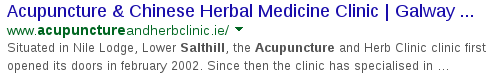 Acupuncture & Chinese Herbal Medicine Clinic | Galway ...
www.acupunctureandherbclinic.ie/
Situated in Nile Lodge, Lower Salthill, the Acupuncture and Herb Clinic clinic first
opened its doors in february 2002. Since then the clinic has specialised in ...